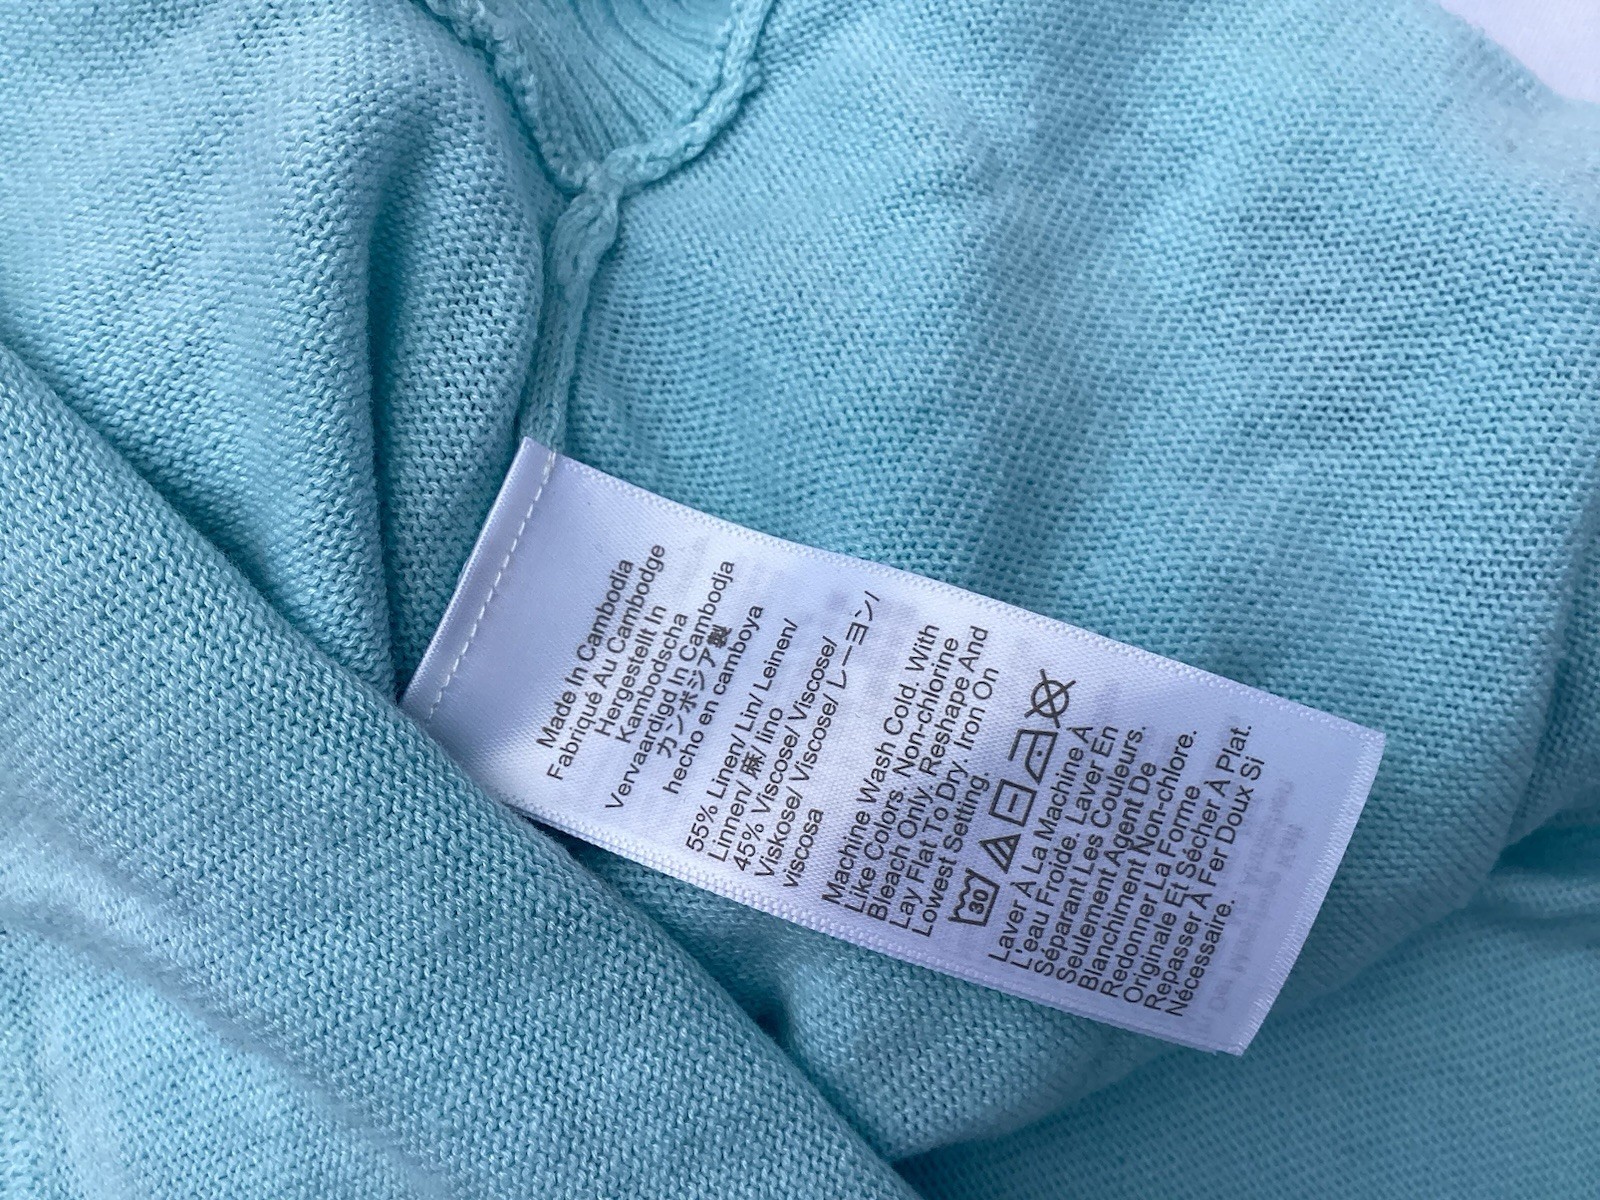 Made In Cambodia
Fabriqué Au Cambodge
Hergestellt In
Kambodscha
Vervaardigd In Cambodja
カンボジア製
hecho en camboya
55% Linen/ Lin/ Leinen/
Linnen/ 麻/ lino
45% Viscose/ Viscose/
Viskose/ Viscose/ レーヨン/
viscosa
Machine Wash Cold. With
Like Colors. Non-chlorine
Bleach Only. Reshape And
Lay Flat To Dry. Iron On
Lowest Setting.
30
Laver À La Machine À
L'eau Froide. Laver En
Séparant Les Couleurs.
Seulement Agent De
Blanchiment Non-chlore.
Redonner La Forme
Originale Et Sécher À Plat.
Repasser À Fer Doux Si
Nécessaire.